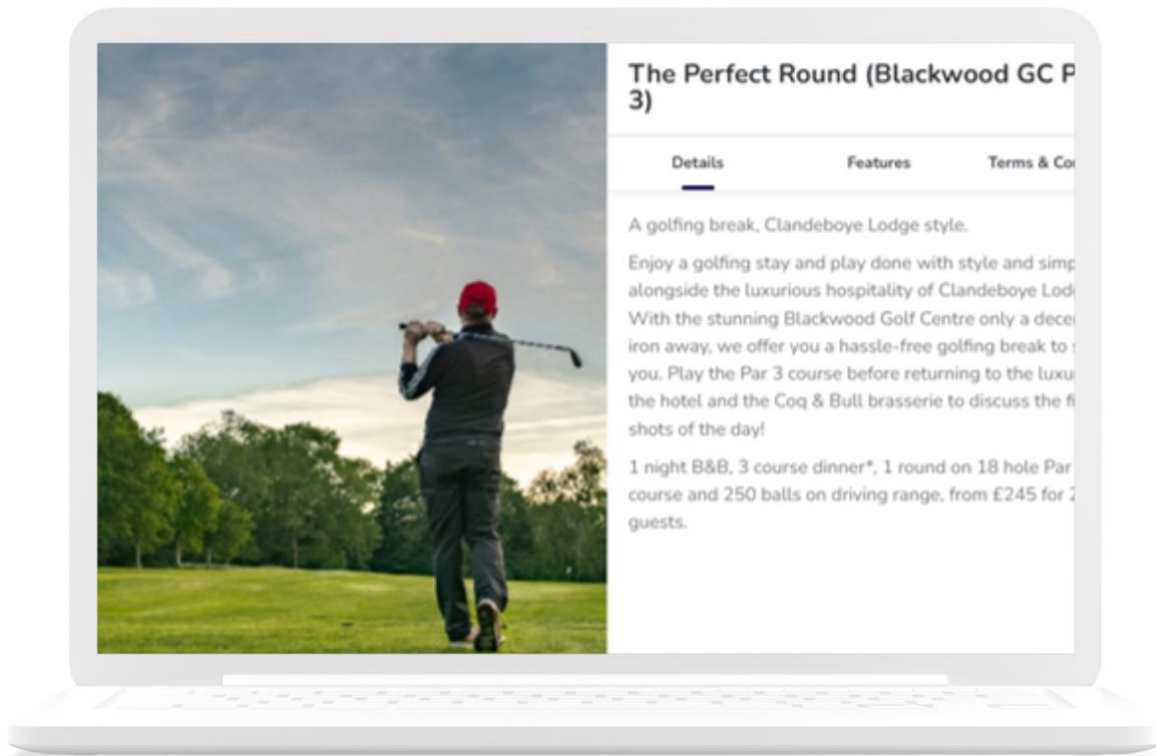 The Perfect Round (Blackwood GC P
3)
Details Features Terms & Co
A golfing break, Clandeboye Lodge style.
Enjoy a golfing stay and play done with style and simp
alongside the luxurious hospitality of Clandeboye Lod
With the stunning Blackwood Golf Centre only a dece
iron away, we offer you a hassle-free golfing break to
you. Play the Par 3 course before returning to the luxu
the hotel and the Coq & Bull brasserie to discuss the fi
shots of the day!
1 night B&B, 3 course dinner*, 1 round on 18 hole Par
course and 250 balls on driving range, from £245 for 2
guests.